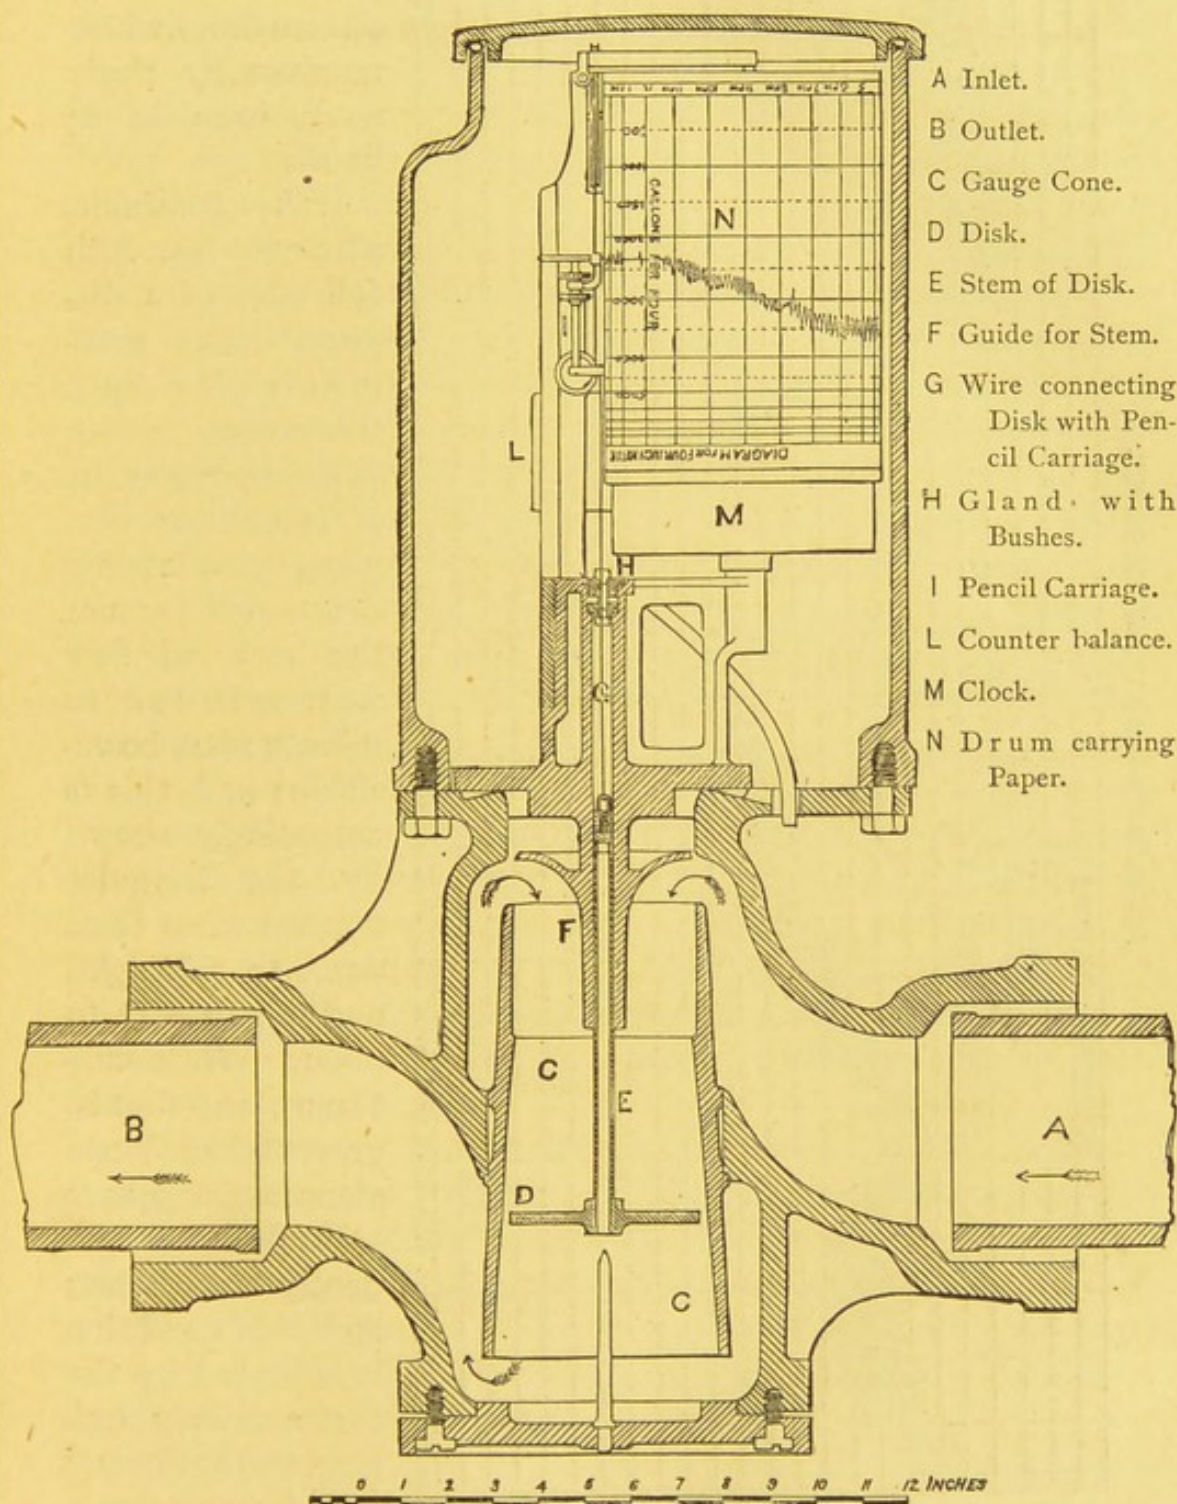 A Inlet.
B Outlet.
C Gauge Cone.
D Disk.
E Stem of Disk.
F Guide for Stem.
G Wire connecting
Disk with Pen-
cil Carriage.
H Gland with
Bushes.
I Pencil Carriage.
L Counter balance.
M Clock.
N Drum carrying
Paper.
N
GALLONS PER HOUR
L
M
H
G
F
C
E
B
A
D
C
0 1 2 3 4 5 6 7 8 9 10 11 12 INCHES